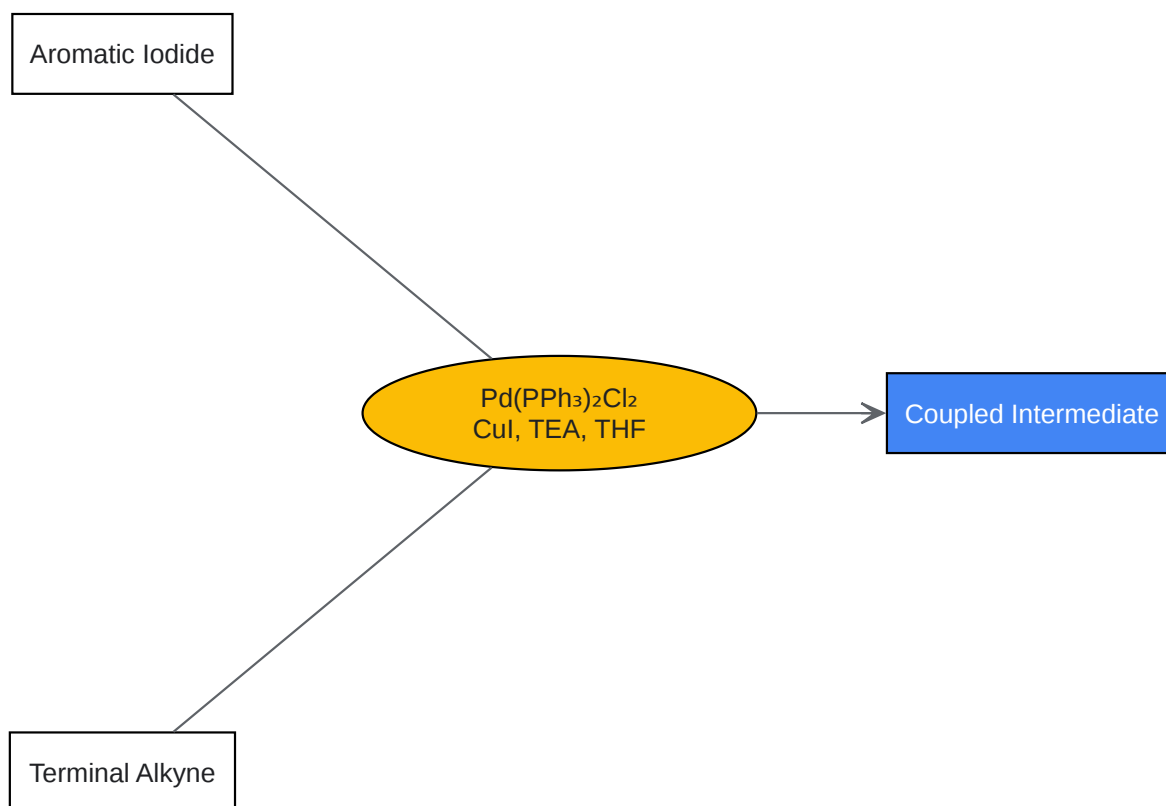 Aromatic Iodide
Pd(PPh₃)₂Cl₂
CuI, TEA, THF
Coupled Intermediate
Terminal Alkyne